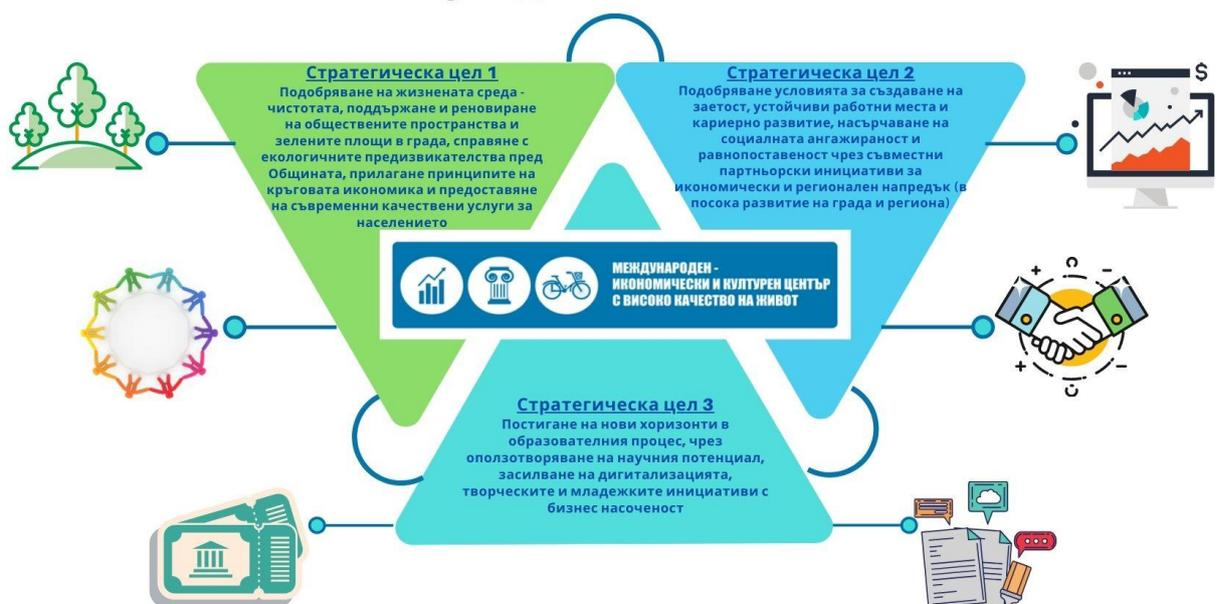 Стратегическа цел 1
Подобряване на жизнената среда -
чистотата, поддържане и реновиране
на обществените пространства и
зелените площи в града, справяне с
екологичните предизвикателства пред
Общината, прилагане принципите на
кръговата икономика и предоставяне
на съвременни качествени услуги за
населението
Стратегическа цел 2
Подобряване условията за създаване на
заетост, устойчиви работни места и
кариерно развитие, насърчаване на
социалната ангажираност и
равнопоставеност чрез съвместни
партньорски инициативи за
икономически и регионален напредък (в
посока развитие на града и региона)
$
МЕЖДУНАРОДЕН -
ИКОНОМИЧЕСКИ И КУЛТУРЕН ЦЕНТЪР
С ВИСОКО КАЧЕСТВО НА ЖИВОТ
Стратегическа цел 3
Постигане на нови хоризонти в
образователния процес, чрез
оползотворяване на научния потенциал,
засилване на дигитализацията,
творческите и младежките инициативи с
бизнес насоченост